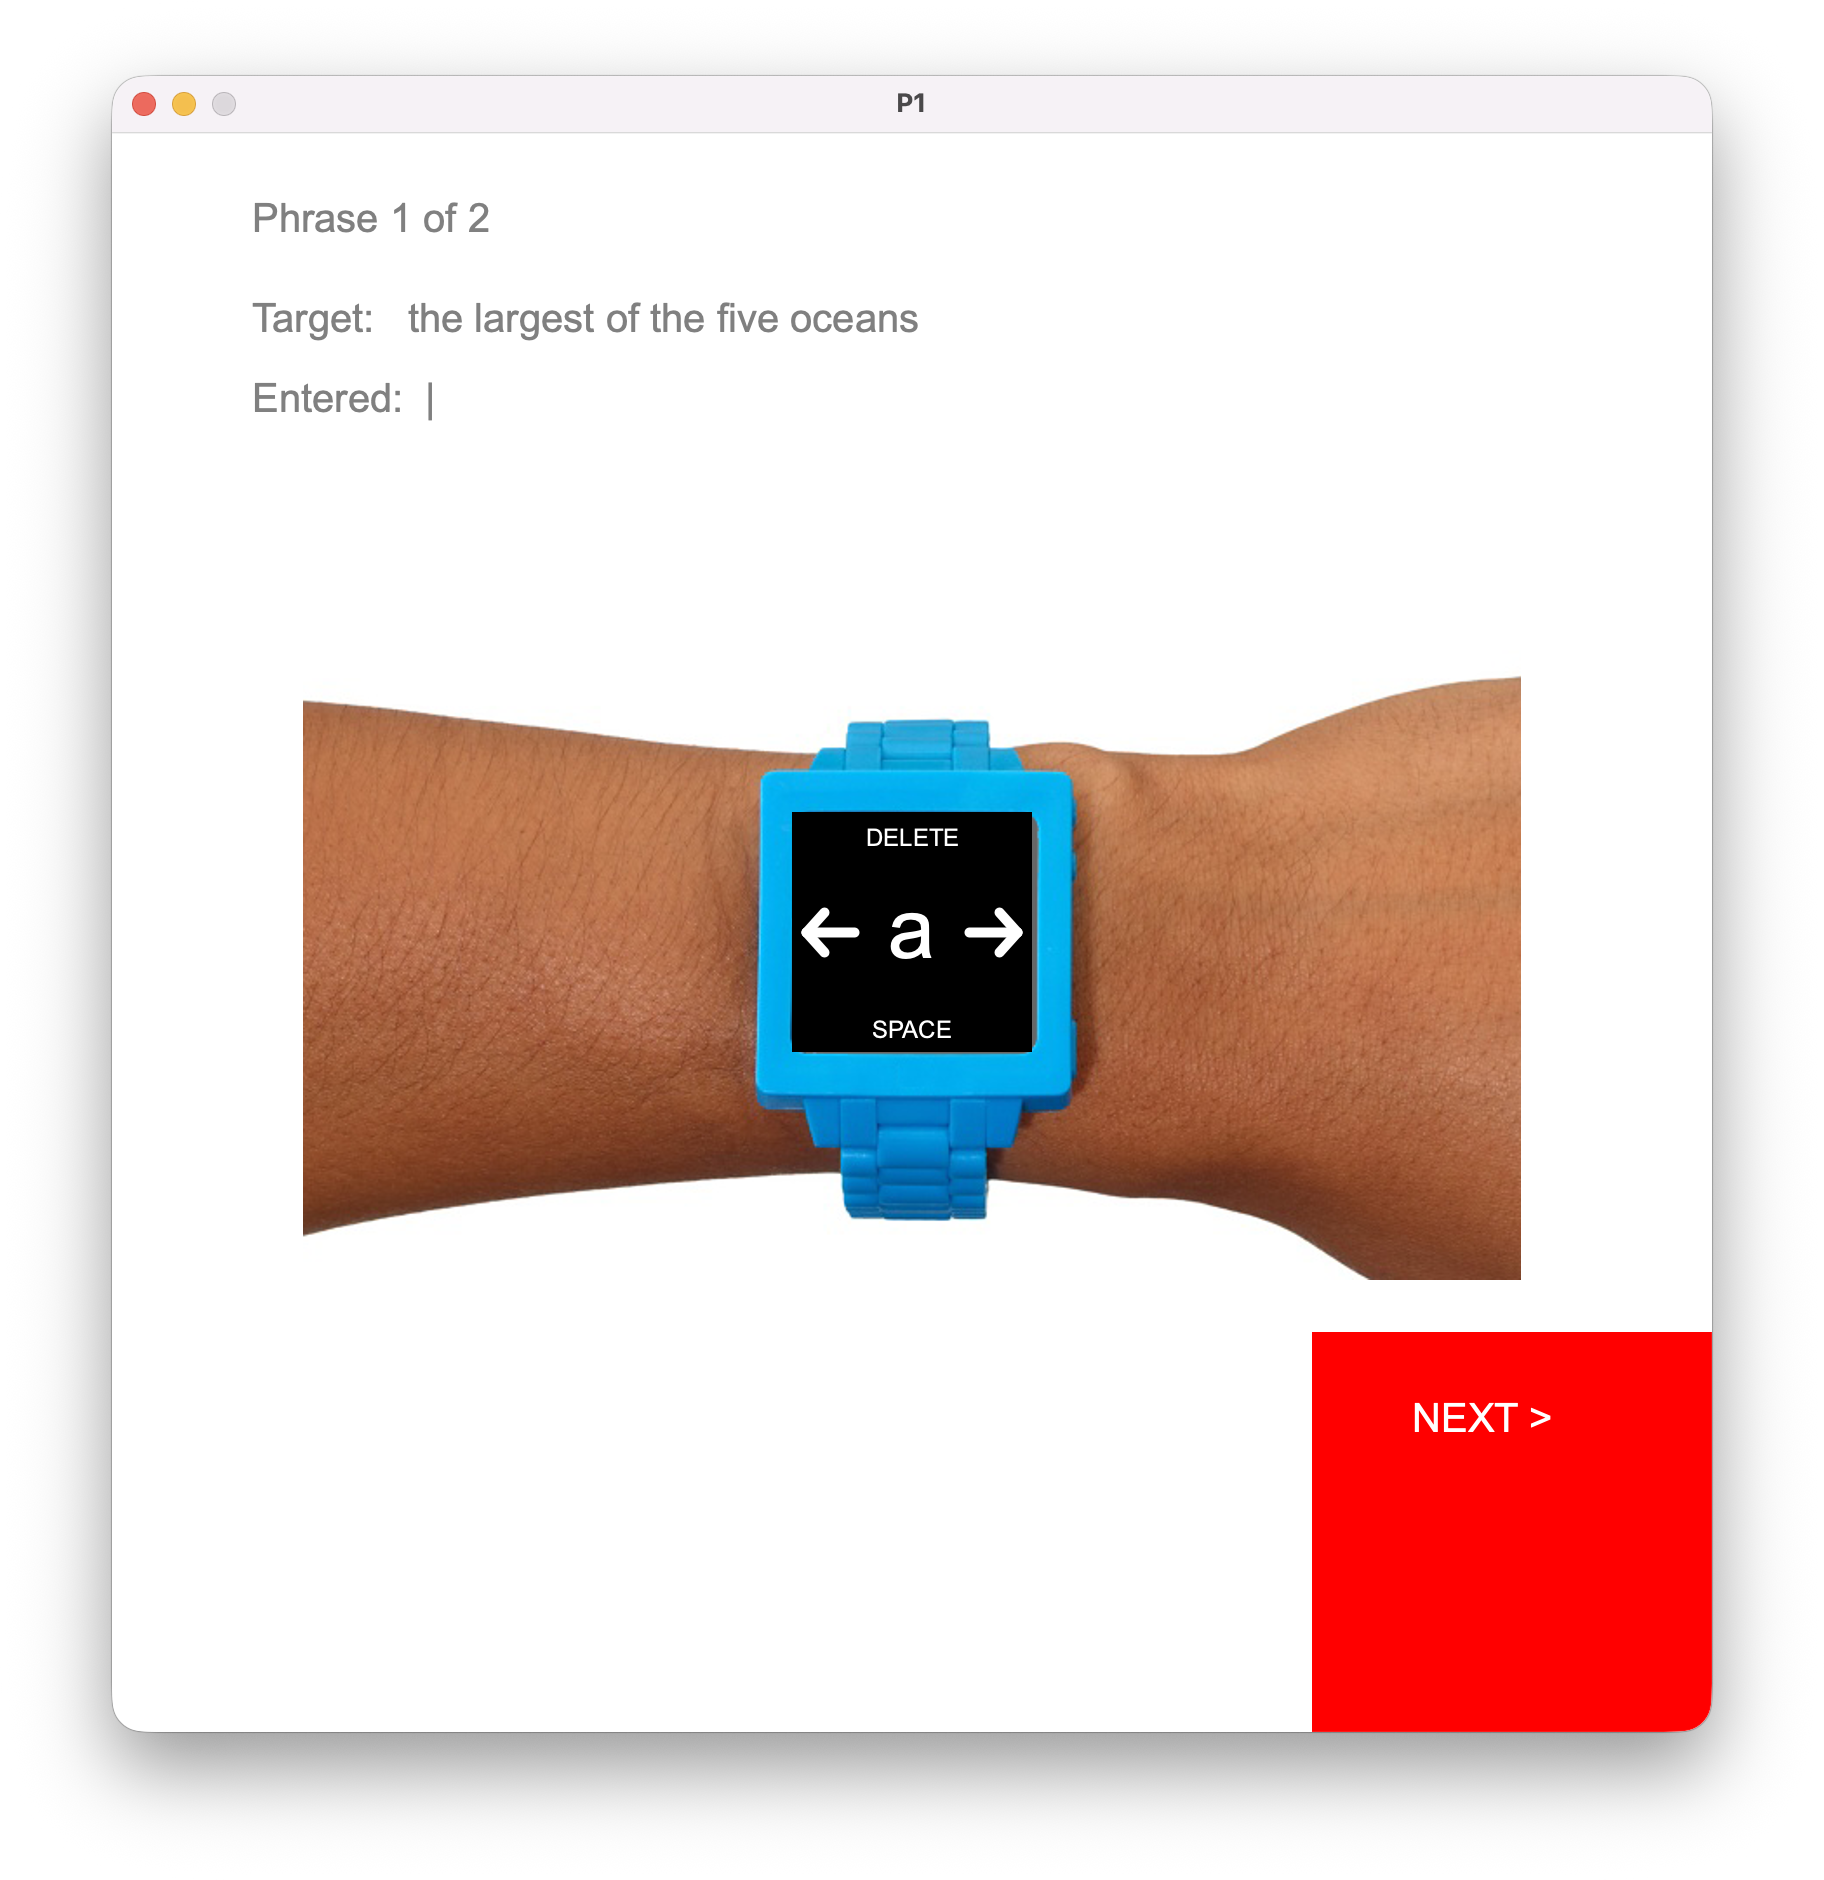 P1
Phrase 1 of 2
Target: the largest of the five oceans
Entered: |
DELETE
← a →
SPACE
NEXT >